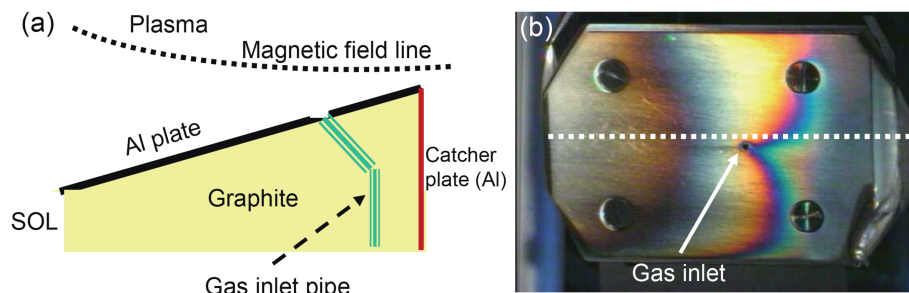 (a)
Plasma
Magnetic field line
Al plate
Catcher
plate (Al)
Graphite
SOL
Gas inlet pipe
(b)
Gas inlet